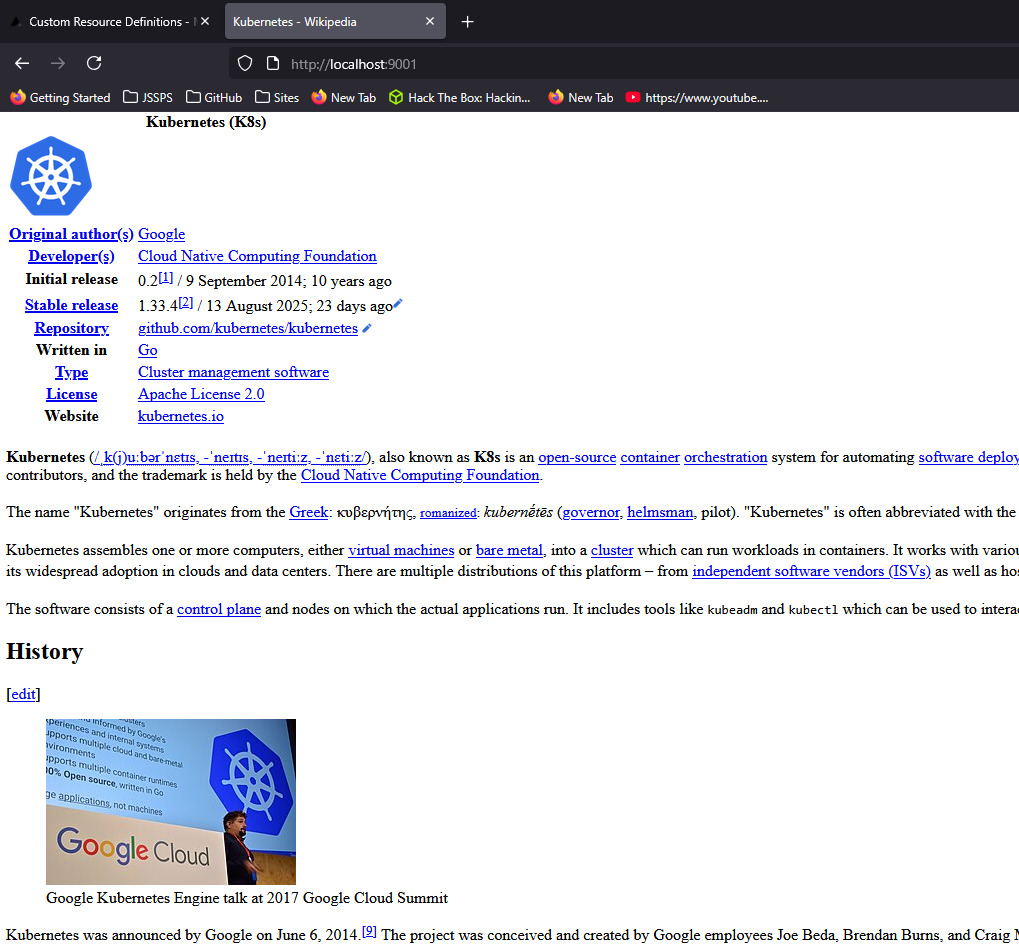 Custom Resource Definitions -
Kubernetes - Wikipedia
http://localhost:9001
Getting Started JSSPS GitHub Sites New Tab Hack The Box: Hackin... New Tab https://www.youtube....
Kubernetes (K8s)
Original author(s) Google
Developer(s) Cloud Native Computing Foundation
Initial release 0.2[1] / 9 September 2014; 10 years ago
Stable release 1.33.4[2] / 13 August 2025; 23 days ago
Repository github.com/kubernetes/kubernetes
Written in Go
Type Cluster management software
License Apache License 2.0
Website kubernetes.io
Kubernetes (/ˌk(j)uːbərˈnɛtɪs, -ˈneɪtɪs, -ˈneɪtiːz, -ˈnɛtiːz/), also known as K8s is an open-source container orchestration system for automating software deploy
contributors, and the trademark is held by the Cloud Native Computing Foundation.
The name "Kubernetes" originates from the Greek: κυβερνήτης, romanized: kubernḗtēs (governor, helmsman, pilot). "Kubernetes" is often abbreviated with the
Kubernetes assembles one or more computers, either virtual machines or bare metal, into a cluster which can run workloads in containers. It works with variou
its widespread adoption in clouds and data centers. There are multiple distributions of this platform – from independent software vendors (ISVs) as well as hos
The software consists of a control plane and nodes on which the actual applications run. It includes tools like kubeadm and kubectl which can be used to intera
History
[edit]
periences and informed by Google's
upports multiple cloud and bare-metal
vironments
upports multiple container runtimes
00% Open source, written in Go
ge applications, not machines
Google Cloud
Google Kubernetes Engine talk at 2017 Google Cloud Summit
Kubernetes was announced by Google on June 6, 2014.[9] The project was conceived and created by Google employees Joe Beda, Brendan Burns, and Craig M